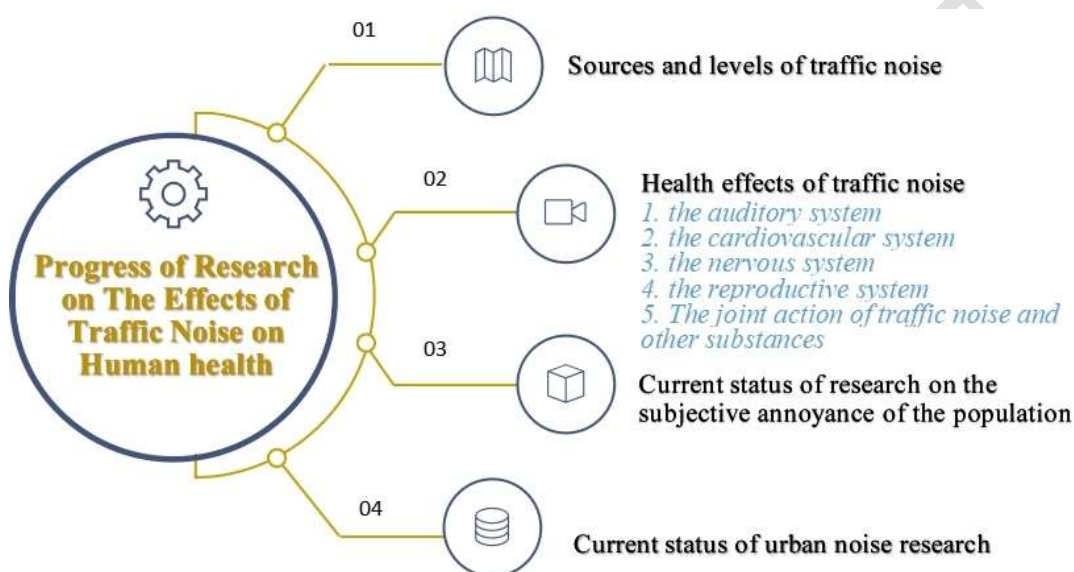 01
Sources and levels of traffic noise
02
Health effects of traffic noise
1. the auditory system
2. the cardiovascular system
3. the nervous system
4. the reproductive system
5. The joint action of traffic noise and
other substances
Progress of Research
on The Effects of
Traffic Noise on
Human health
03
Current status of research on the
subjective annoyance of the population
04
Current status of urban noise research